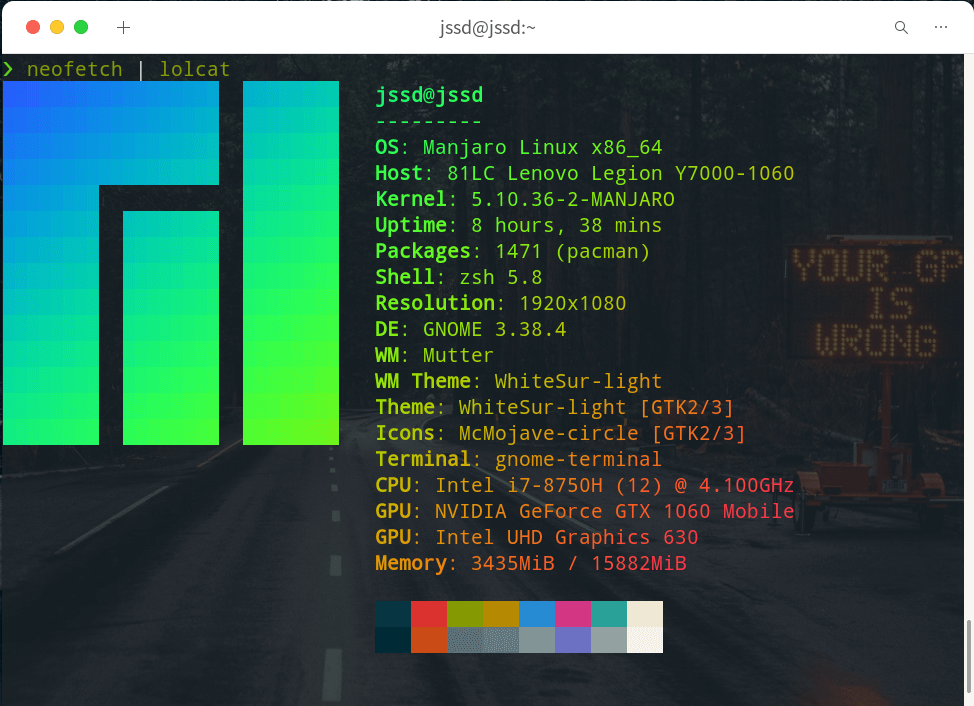 jssd@jssd:~
❯ neofetch | lolcat
jssd@jssd
---------
OS: Manjaro Linux x86_64
Host: 81LC Lenovo Legion Y7000-1060
Kernel: 5.10.36-2-MANJARO
Uptime: 8 hours, 38 mins
Packages: 1471 (pacman)
Shell: zsh 5.8
Resolution: 1920x1080
DE: GNOME 3.38.4
WM: Mutter
WM Theme: WhiteSur-light
Theme: WhiteSur-light [GTK2/3]
Icons: McMojave-circle [GTK2/3]
Terminal: gnome-terminal
CPU: Intel i7-8750H (12) @ 4.100GHz
GPU: NVIDIA GeForce GTX 1060 Mobile
GPU: Intel UHD Graphics 630
Memory: 3435MiB / 15882MiB
YOUR GP
IS
WRONG